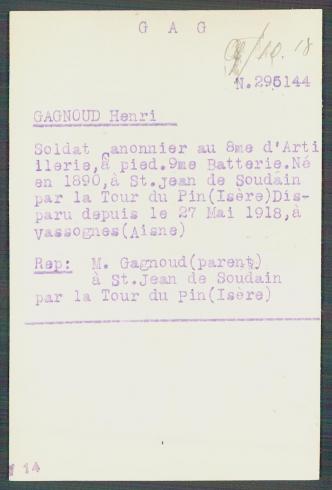 G A G
/10.18
N.295144
GAGNOUD Henri
Soldat canonnier au 8me d'Arti
llerie,à pied.9me Batterie.Né
en 1890,à St.Jean de Soudain
par la Tour du Pin(Isère)Dis-
paru depuis le 27 Mai 1918,à
Vassognes(Aisne)
Rep: M. Gagnoud(parent)
à St.Jean de Soudain
par la Tour du Pin(Isère)
14